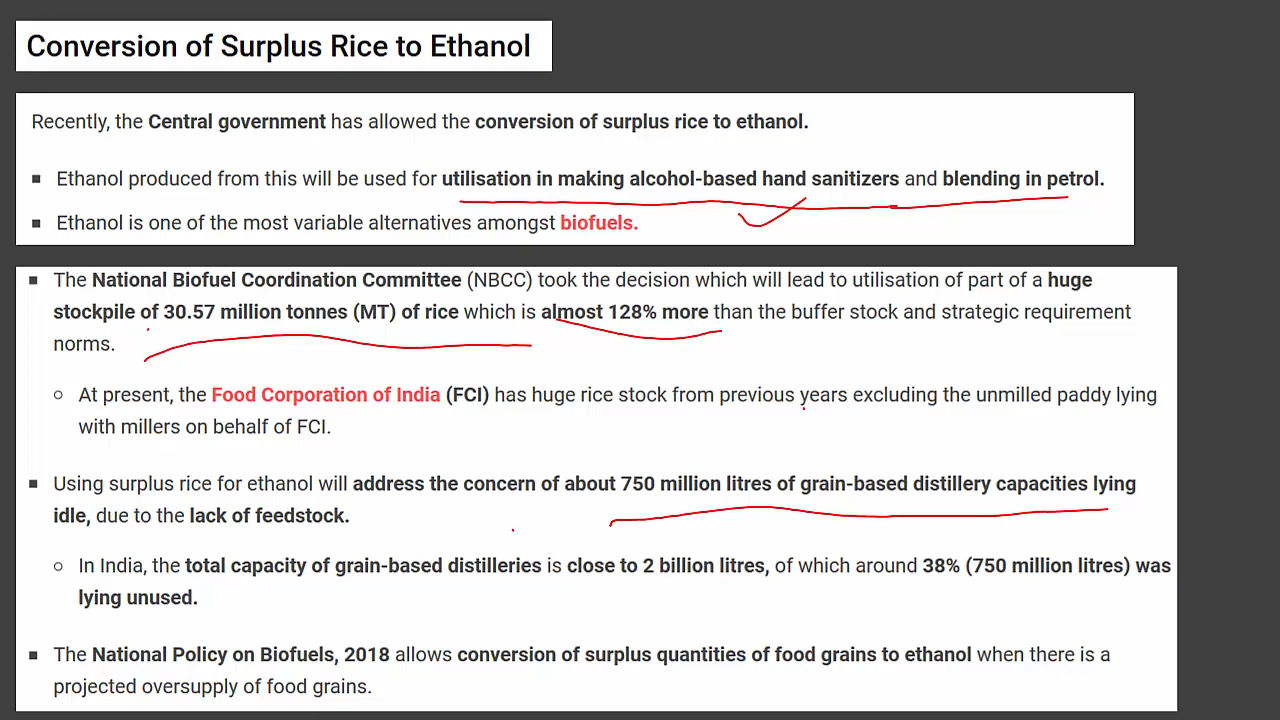 Conversion of Surplus Rice to Ethanol
Recently, the Central government has allowed the conversion of surplus rice to ethanol.
▪ Ethanol produced from this will be used for utilisation in making alcohol-based hand sanitizers and blending in petrol.
▪ Ethanol is one of the most variable alternatives amongst biofuels.
▪ The National Biofuel Coordination Committee (NBCC) took the decision which will lead to utilisation of part of a huge
stockpile of 30.57 million tonnes (MT) of rice which is almost 128% more than the buffer stock and strategic requirement
norms.
○ At present, the Food Corporation of India (FCI) has huge rice stock from previous years excluding the unmilled paddy lying
with millers on behalf of FCI.
▪ Using surplus rice for ethanol will address the concern of about 750 million litres of grain-based distillery capacities lying
idle, due to the lack of feedstock.
○ In India, the total capacity of grain-based distilleries is close to 2 billion litres, of which around 38% (750 million litres) was
lying unused.
▪ The National Policy on Biofuels, 2018 allows conversion of surplus quantities of food grains to ethanol when there is a
projected oversupply of food grains.